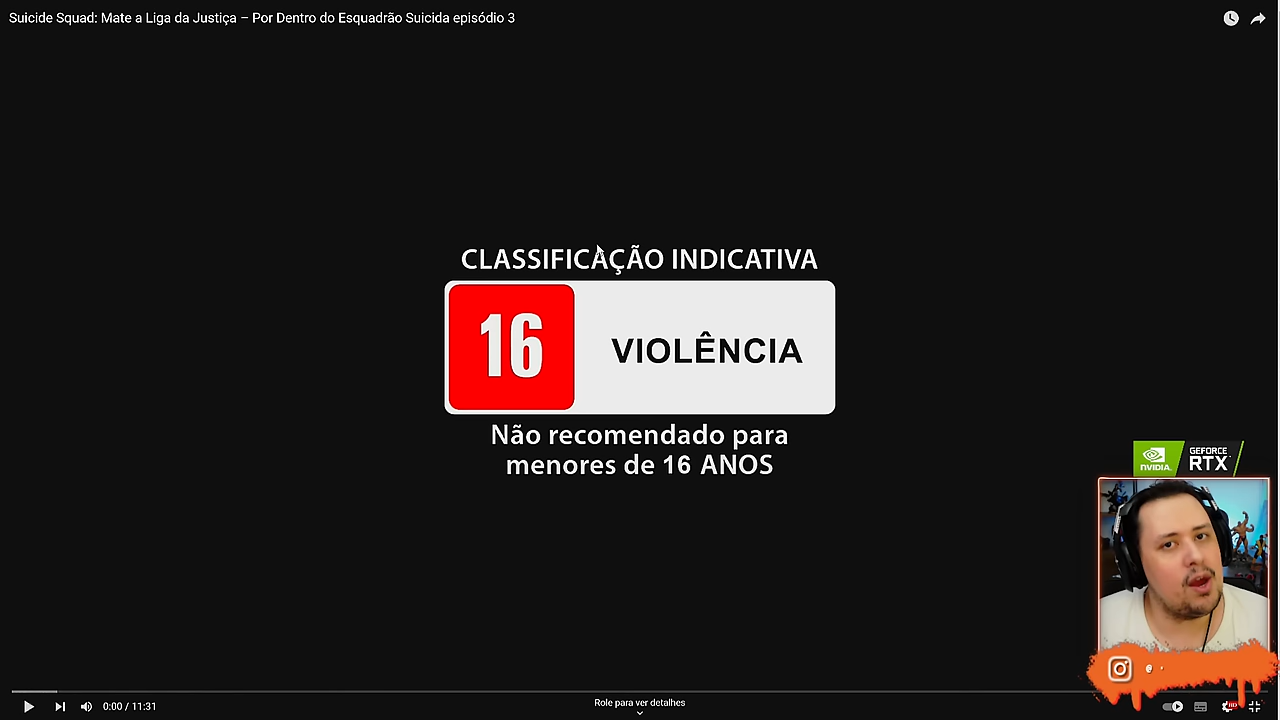 Suicide Squad: Mate a Liga da Justiça – Por Dentro do Esquadrão Suicida episódio 3
CLASSIFICAÇÃO INDICATIVA
16 VIOLÊNCIA
Não recomendado para
menores de 16 ANOS
GEFORCE
NVIDIA. RTX
@
0:00 / 11:31
Role para ver detalhes
HD